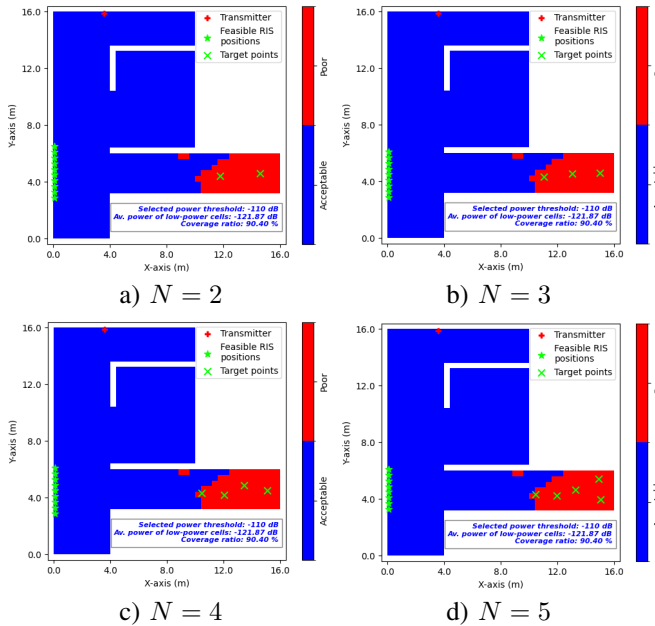 16.0
12.0
8.0
4.0
0.0
Y-axis (m)
Transmitter
Feasible RIS
positions
Target points
Selected power threshold: -110 dB
Av. power of low-power cells: -121.87 dB
Coverage ratio: 90.40 %
0.0 4.0 8.0 12.0 16.0
X-axis (m)
Poor
Acceptable
a) N = 2
16.0
12.0
8.0
4.0
0.0
Y-axis (m)
Transmitter
Feasible RIS
positions
Target points
Selected power threshold: -110 dB
Av. power of low-power cells: -121.87 dB
Coverage ratio: 90.40 %
0.0 4.0 8.0 12.0 16.0
X-axis (m)
b) N = 3
16.0
12.0
8.0
4.0
0.0
Y-axis (m)
Transmitter
Feasible RIS
positions
Target points
Selected power threshold: -110 dB
Av. power of low-power cells: -121.87 dB
Coverage ratio: 90.40 %
0.0 4.0 8.0 12.0 16.0
X-axis (m)
Poor
Acceptable
c) N = 4
16.0
12.0
8.0
4.0
0.0
Y-axis (m)
Transmitter
Feasible RIS
positions
Target points
Selected power threshold: -110 dB
Av. power of low-power cells: -121.87 dB
Coverage ratio: 90.40 %
0.0 4.0 8.0 12.0 16.0
X-axis (m)
d) N = 5